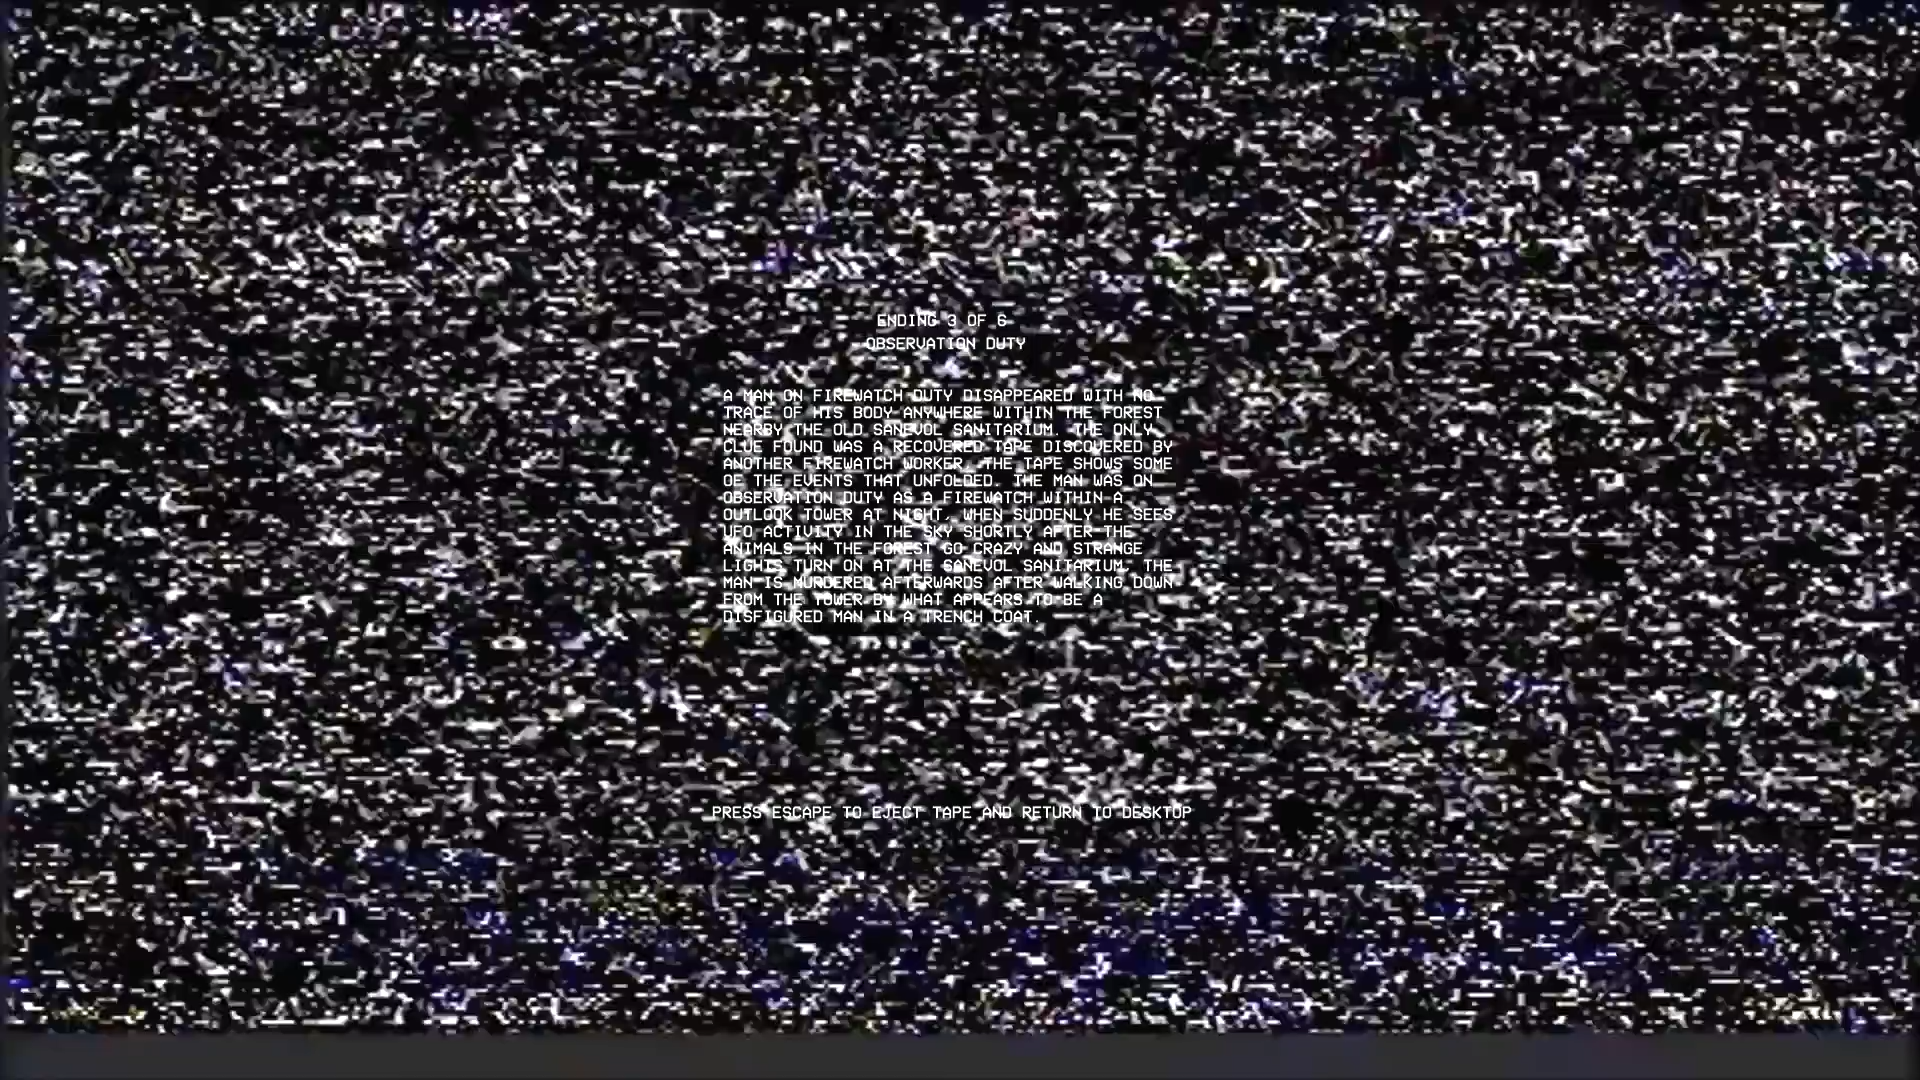 ENDING 3 OF 6
OBSERVATION DUTY
A MAN ON FIREWATCH DUTY DISAPPEARED WITH NO
TRACE OF HIS BODY ANYWHERE WITHIN THE FOREST
NEARBY THE OLD SANEVOL SANITARIUM. THE ONLY
CLUE FOUND WAS A RECOVERED TAPE DISCOVERED BY
ANOTHER FIREWATCH WORKER. THE TAPE SHOWS SOME
OF THE EVENTS THAT UNFOLDED. THE MAN WAS ON
OBSERVATION DUTY AS A FIREWATCH WITHIN A
OUTLOOK TOWER AT NIGHT, WHEN SUDDENLY HE SEES
UFO ACTIVITY IN THE SKY SHORTLY AFTER THE
ANIMALS IN THE FOREST GO CRAZY AND STRANGE
LIGHTS TURN ON AT THE SANEVOL SANITARIUM. THE
MAN IS MURDERED AFTERWARDS AFTER WALKING DOWN
FROM THE TOWER BY WHAT APPEARS TO BE A
DISFIGURED MAN IN A TRENCH COAT.
PRESS ESCAPE TO EJECT TAPE AND RETURN TO DESKTOP